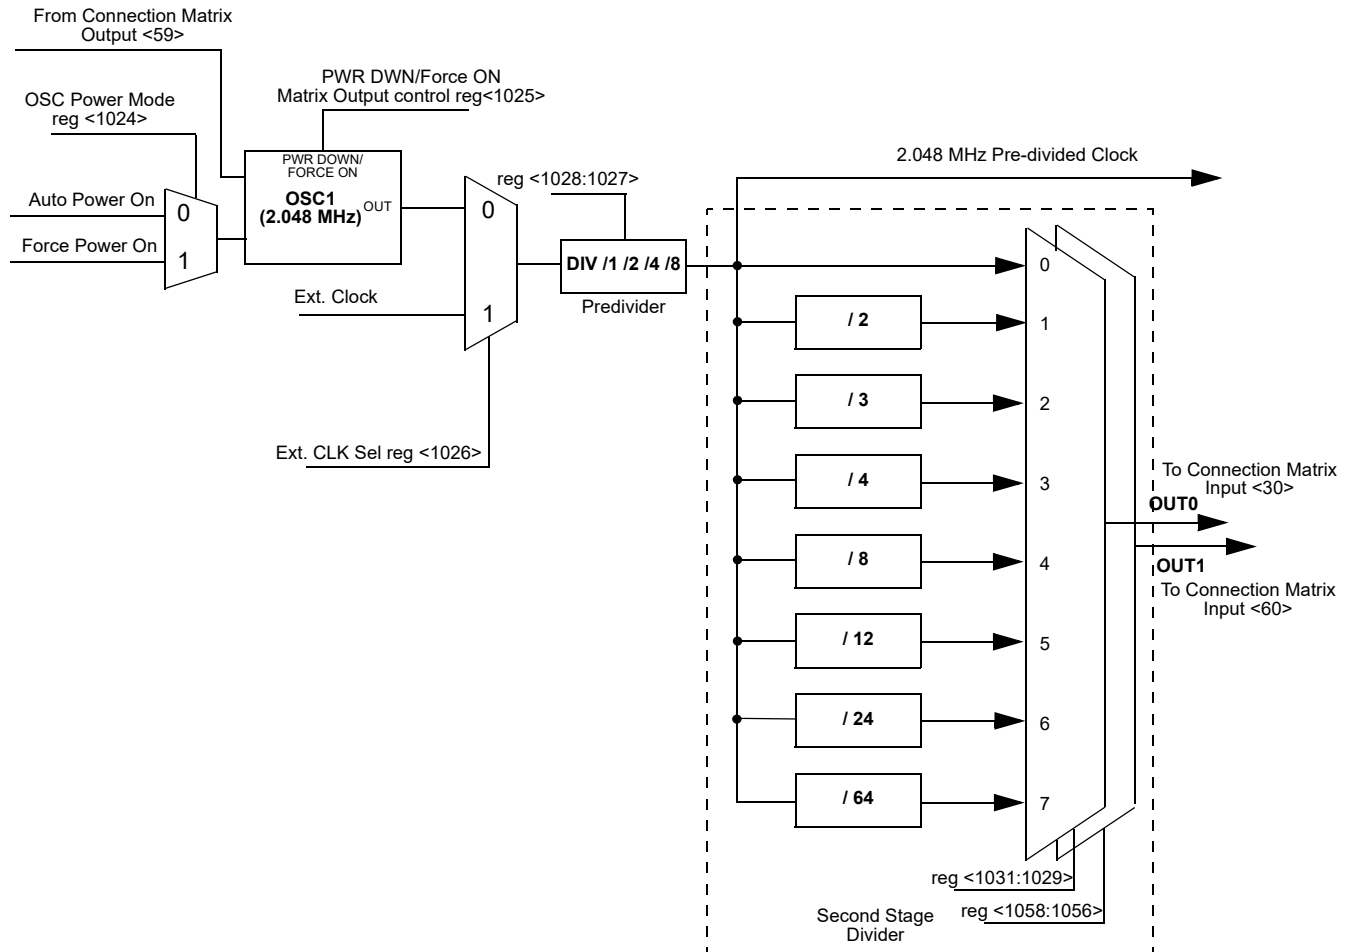 From Connection Matrix
Output <59>
PWR DWN/Force ON
Matrix Output control reg<1025>
OSC Power Mode
reg <1024>
PWR DOWN/
FORCE ON
OSC1
(2.048 MHz)
OUT
Auto Power On
Force Power On
0
1
Ext. Clock
0
1
Ext. CLK Sel reg <1026>
reg <1028:1027>
DIV /1 /2 /4 /8
Predivider
2.048 MHz Pre-divided Clock
0
/ 2
1
/ 3
2
/ 4
3
/ 8
4
/ 12
5
/ 24
6
/ 64
7
To Connection Matrix
Input <30>
OUT0
OUT1
To Connection Matrix
Input <60>
reg <1031:1029>
reg <1058:1056>
Second Stage
Divider